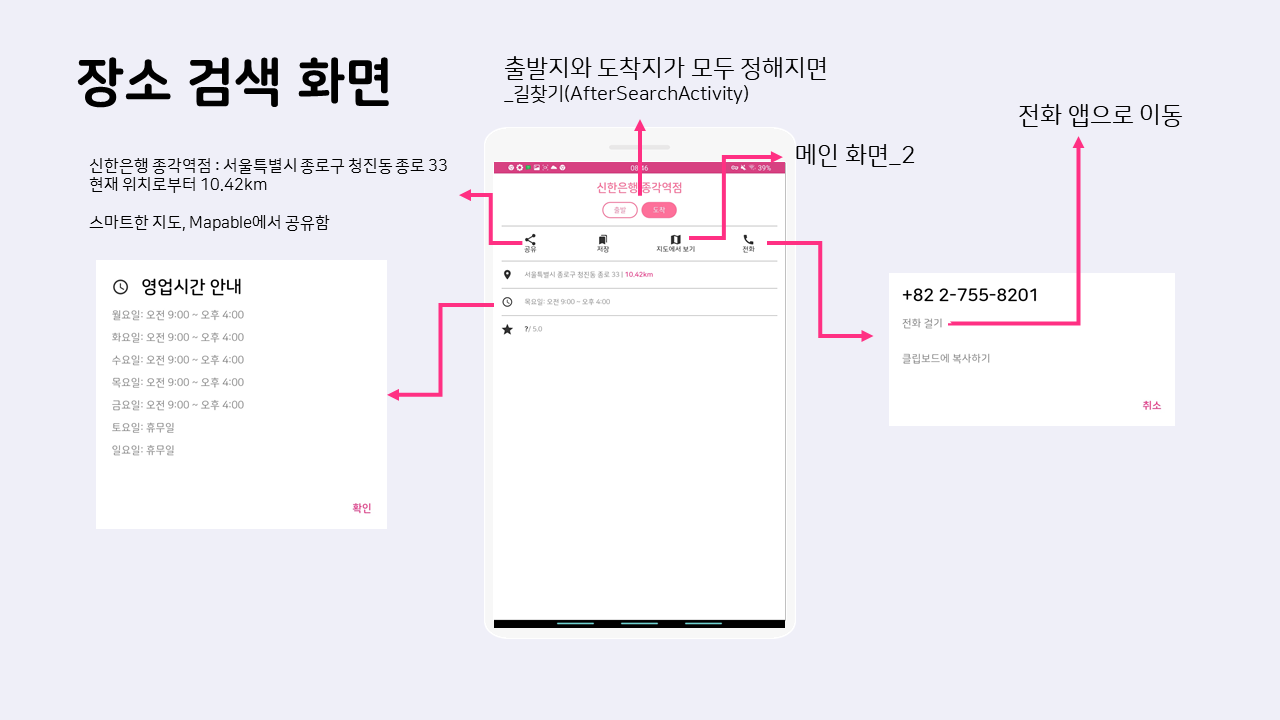 장소 검색 화면
출발지와 도착지가 모두 정해지면
_길찾기(AfterSearchActivity)
전화 앱으로 이동
메인 화면_2
신한은행 종각역점 : 서울특별시 종로구 청진동 종로 33
현재 위치로부터 10.42km
스마트한 지도, Mapable에서 공유함
39%
신한은행 종각역점
출발 도착
공유 저장 지도에서 보기 전화
서울특별시 종로구 청진동 종로 33 | 10.42km
목요일: 오전 9:00 ~ 오후 4:00
?/ 5.0
영업시간 안내
월요일: 오전 9:00 ~ 오후 4:00
화요일: 오전 9:00 ~ 오후 4:00
수요일: 오전 9:00 ~ 오후 4:00
목요일: 오전 9:00 ~ 오후 4:00
금요일: 오전 9:00 ~ 오후 4:00
토요일: 휴무일
일요일: 휴무일
확인
+82 2-755-8201
전화 걸기
클립보드에 복사하기
취소